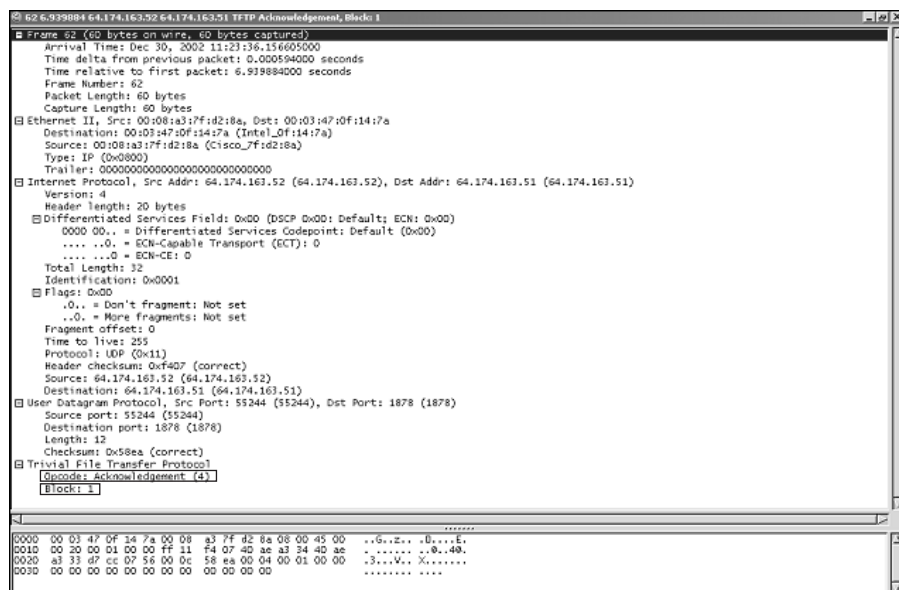 62 6.939884 64.174.163.52 64.174.163.51 TFTP Acknowledgement, Block: 1
Frame 62 (60 bytes on wire, 60 bytes captured)
Arrival Time: Dec 30, 2002 11:23:36.156605000
Time delta from previous packet: 0.000594000 seconds
Time relative to first packet: 6.939884000 seconds
Frame Number: 62
Packet Length: 60 bytes
Capture Length: 60 bytes
Ethernet II, Src: 00:08:a3:7f:d2:8a, Dst: 00:03:47:0f:14:7a
Destination: 00:03:47:0f:14:7a (Intel_0f:14:7a)
Source: 00:08:a3:7f:d2:8a (Cisco_7f:d2:8a)
Type: IP (0x0800)
Trailer: 0000000000000000000000000000
Internet Protocol, Src Addr: 64.174.163.52 (64.174.163.52), Dst Addr: 64.174.163.51 (64.174.163.51)
Version: 4
Header length: 20 bytes
Differentiated Services Field: 0x00 (DSCP 0x00: Default; ECN: 0x00)
0000 00.. = Differentiated Services Codepoint: Default (0x00)
.... ..0. = ECN-Capable Transport (ECT): 0
.... ...0 = ECN-CE: 0
Total Length: 32
Identification: 0x0001
Flags: 0x00
.0.. = Don't fragment: Not set
..0. = More fragments: Not set
Fragment offset: 0
Time to live: 255
Protocol: UDP (0x11)
Header checksum: 0xf407 (correct)
Source: 64.174.163.52 (64.174.163.52)
Destination: 64.174.163.51 (64.174.163.51)
User Datagram Protocol, Src Port: 55244 (55244), Dst Port: 1878 (1878)
Source port: 55244 (55244)
Destination port: 1878 (1878)
Length: 12
Checksum: 0x58ea (correct)
Trivial File Transfer Protocol
Opcode: Acknowledgement (4)
Block: 1
0000 00 03 47 0f 14 7a 00 08 a3 7f d2 8a 08 00 45 00 ..G..z.. .....E.
0010 00 20 00 01 00 00 ff 11 f4 07 40 ae a3 34 40 ae . ...... ..@..4@.
0020 a3 33 d7 cc 07 56 00 0c 58 ea 00 04 00 01 00 00 .3...V.. X.......
0030 00 00 00 00 00 00 00 00 00 00 00 00 ........ ....